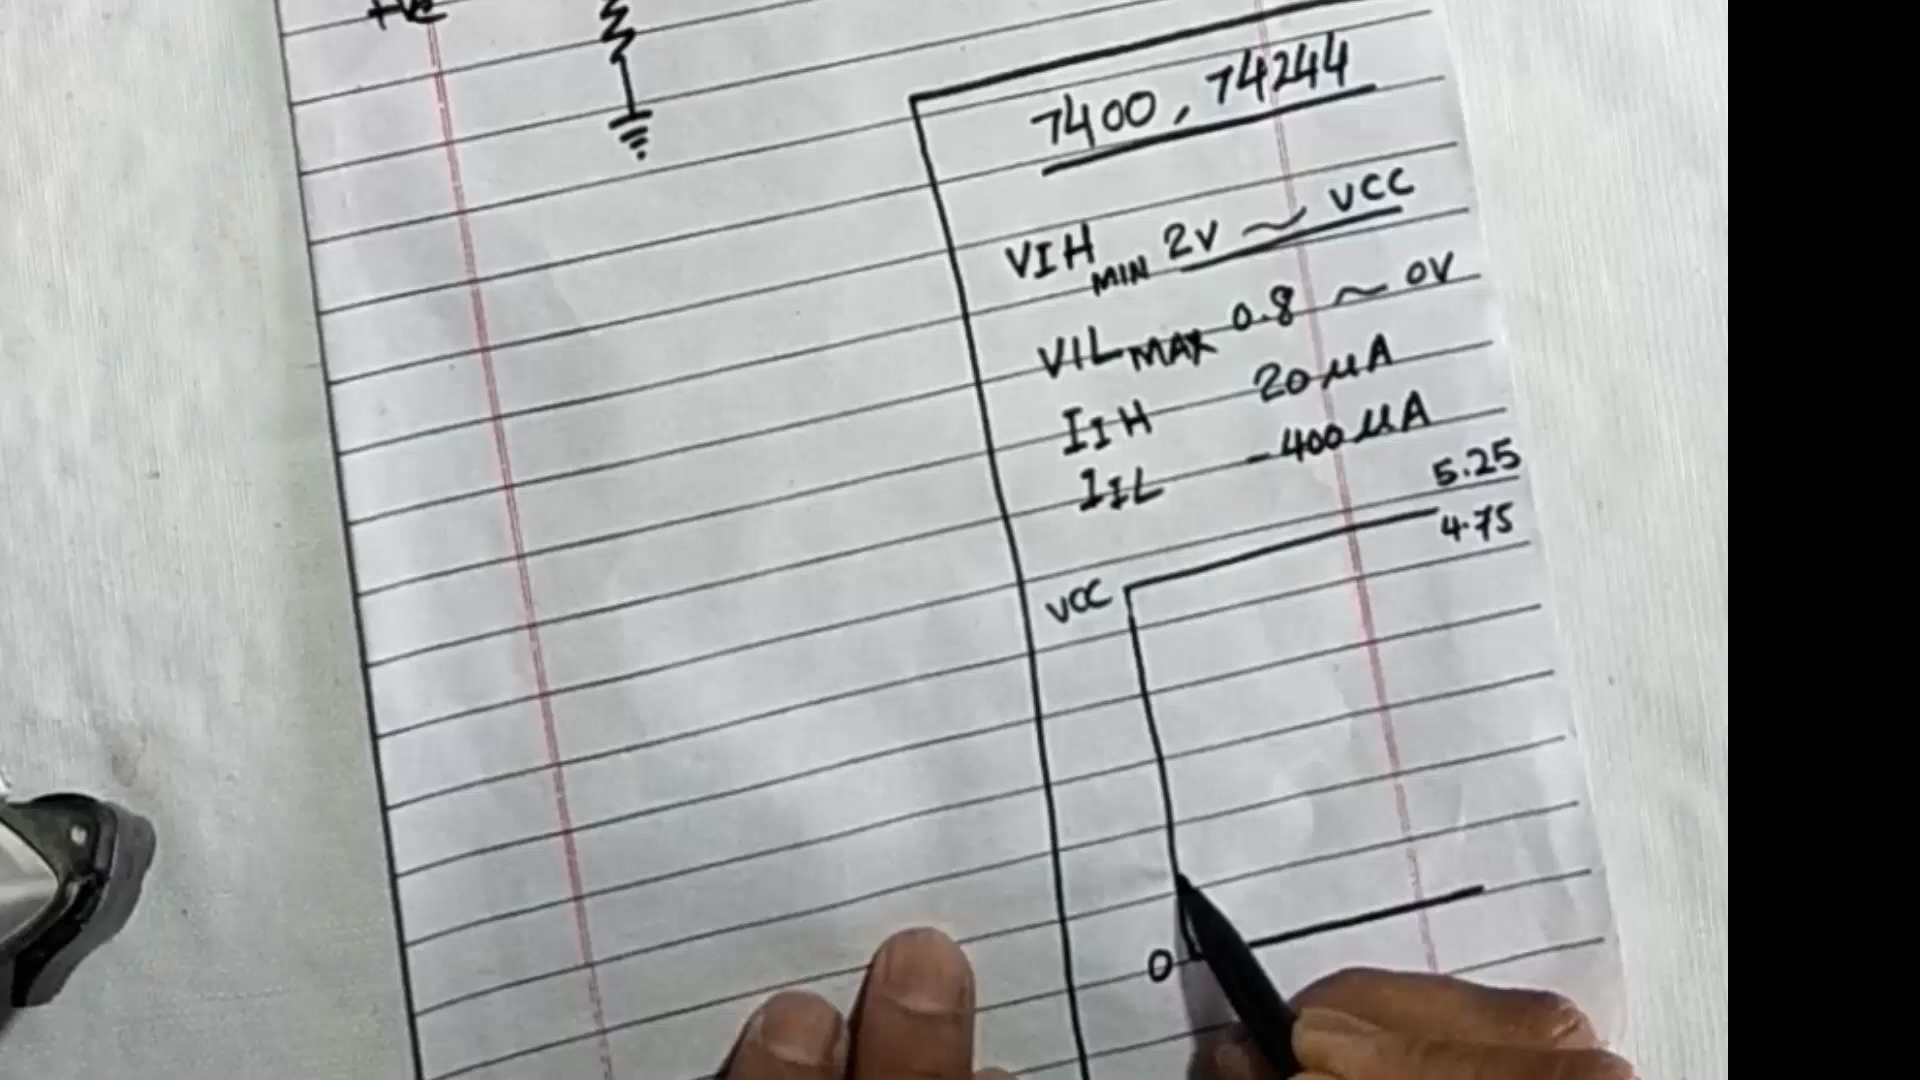 +Ve
7400, 74244
VIH MIN 2V ~ VCC
VIL MAX 0.8 ~ 0V
IIH 20 µA
IIL -400 µA
5.25
4.75
VCC
0